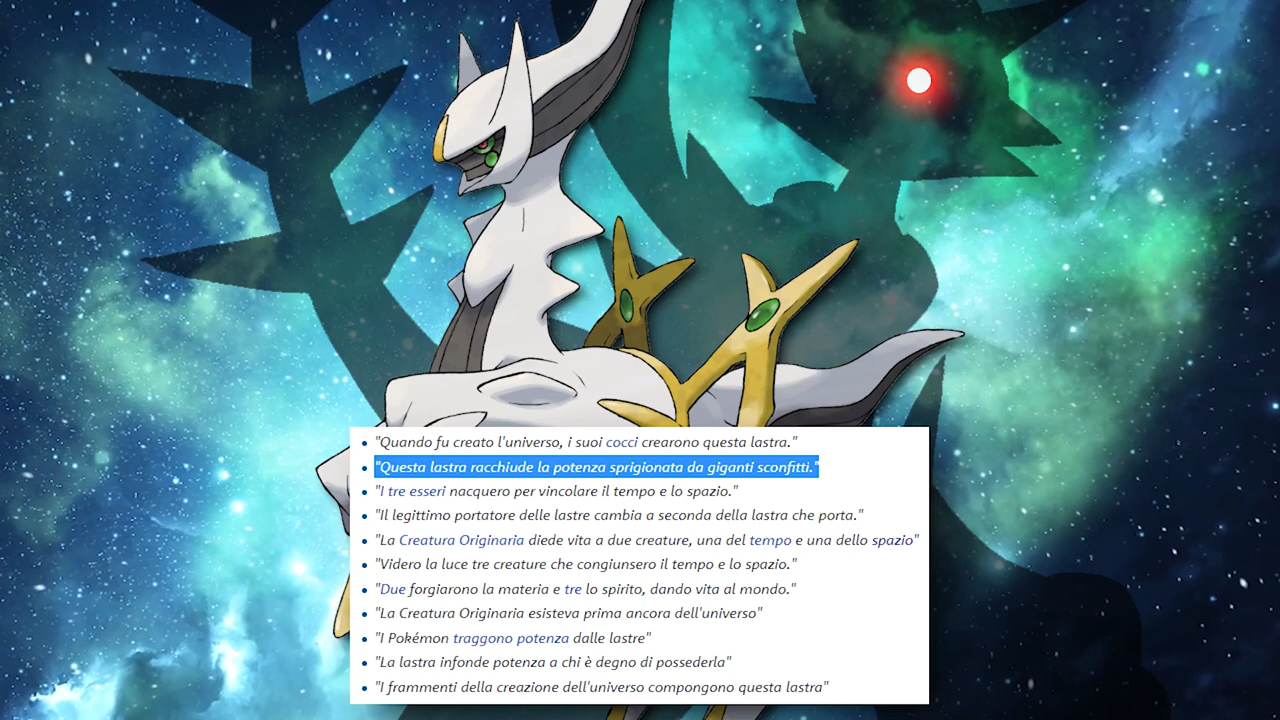 "Quando fu creato l'universo, i suoi cocci crearono questa lastra."
"Questa lastra racchiude la potenza sprigionata da giganti sconfitti."
"I tre esseri nacquero per vincolare il tempo e lo spazio."
"Il legittimo portatore delle lastre cambia a seconda della lastra che porta."
"La Creatura Originaria diede vita a due creature, una del tempo e una dello spazio"
"Videro la luce tre creature che congiunsero il tempo e lo spazio."
"Due forgiarono la materia e tre lo spirito, dando vita al mondo."
"La Creatura Originaria esisteva prima ancora dell'universo"
"I Pokémon traggono potenza dalle lastre"
"La lastra infonde potenza a chi è degno di possederla"
"I frammenti della creazione dell'universo compongono questa lastra"